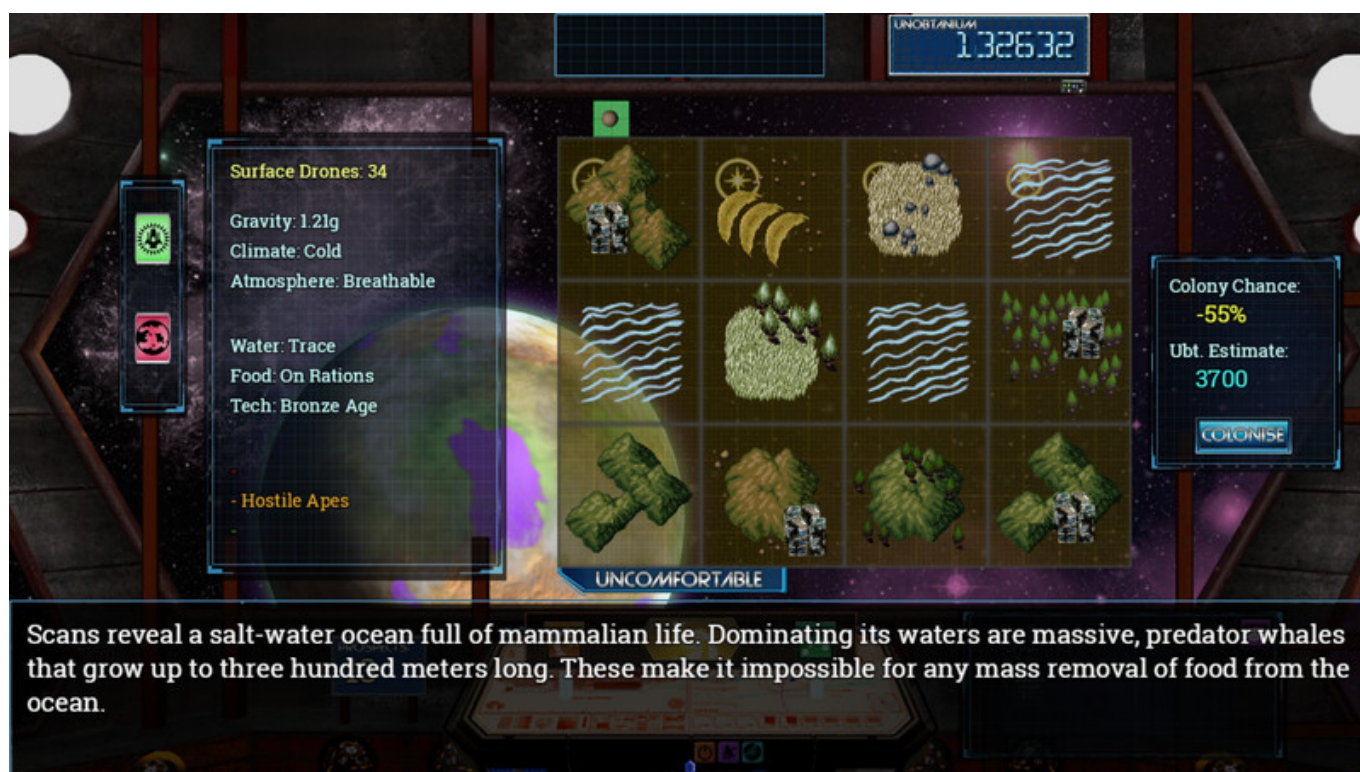 UNOBTANIUM
132632
Surface Drones: 34
Gravity: 1.21g
Climate: Cold
Atmosphere: Breathable
Water: Trace
Food: On Rations
Tech: Bronze Age
- Hostile Apes
Colony Chance:
-55%
Ubt. Estimate:
3700
COLONISE
UNCOMFORTABLE
Scans reveal a salt-water ocean full of mammalian life. Dominating its waters are massive, predator whales
that grow up to three hundred meters long. These make it impossible for any mass removal of food from the
ocean.
PROSPECTS